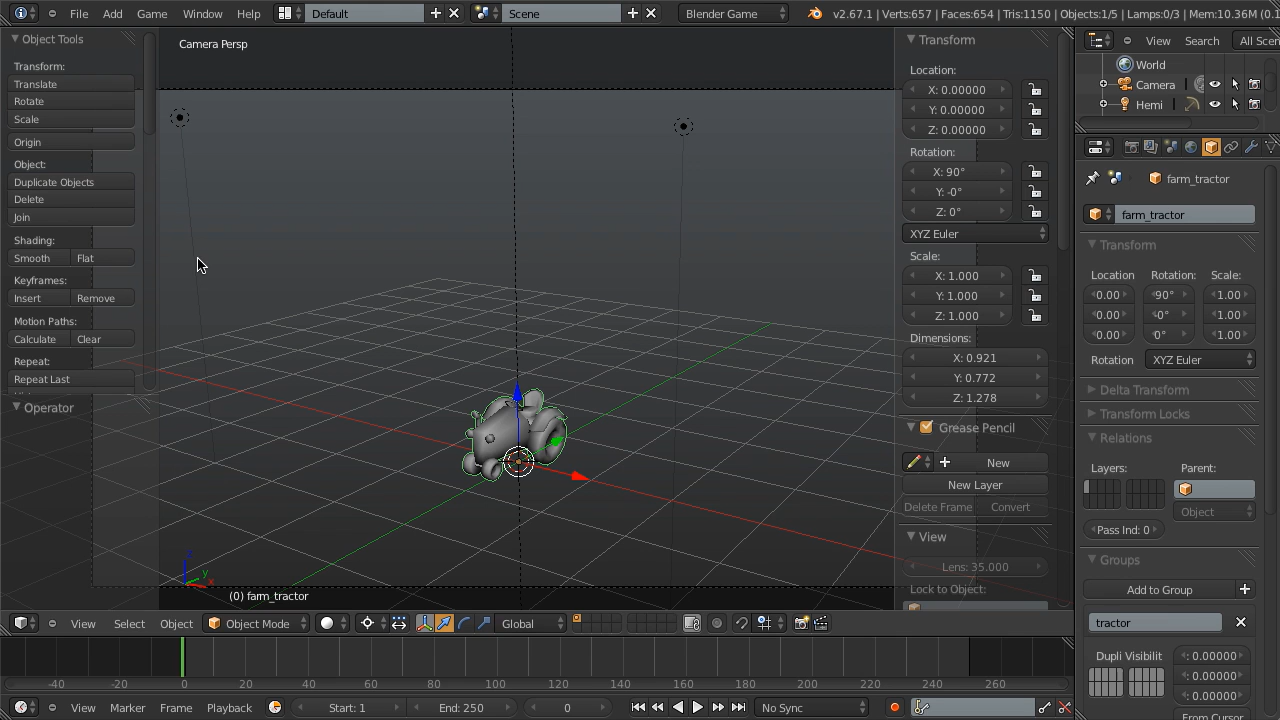 File Add Game Window Help Default Scene Blender Game v2.67.1 | Verts:657 | Faces:654 | Tris:1150 | Objects:1/5 | Lamps:0/3 | Mem:10.36M (0.1
Object Tools
Transform:
Translate
Rotate
Scale
Origin
Object:
Duplicate Objects
Delete
Join
Shading:
Smooth Flat
Keyframes:
Insert Remove
Motion Paths:
Calculate Clear
Repeat:
Repeat Last
Operator
Camera Persp
z
y
x
(0) farm_tractor
Transform
Location:
X: 0.00000
Y: 0.00000
Z: 0.00000
Rotation:
X: 90°
Y: -0°
Z: 0°
XYZ Euler
Scale:
X: 1.000
Y: 1.000
Z: 1.000
Dimensions:
X: 0.921
Y: 0.772
Z: 1.278
Grease Pencil
New
New Layer
Delete Frame Convert
View
Lens: 35.000
Lock to Object:
View Search All Scen
World
Camera
Hemi
farm_tractor
farm_tractor
Transform
Location Rotation: Scale:
0.00 90° 1.00
0.00 -0° 1.00
0.00 0° 1.00
Rotation XYZ Euler
Delta Transform
Transform Locks
Relations
Layers: Parent:
Object
Pass Ind: 0
Groups
Add to Group
tractor
Dupli Visibilit
: 0.00000
: 0.00000
: 0.00000
From Cursor
View Select Object Object Mode Global
-40 -20 0 20 40 60 80 100 120 140 160 180 200 220 240 260
View Marker Frame Playback Start: 1 End: 250 0 No Sync